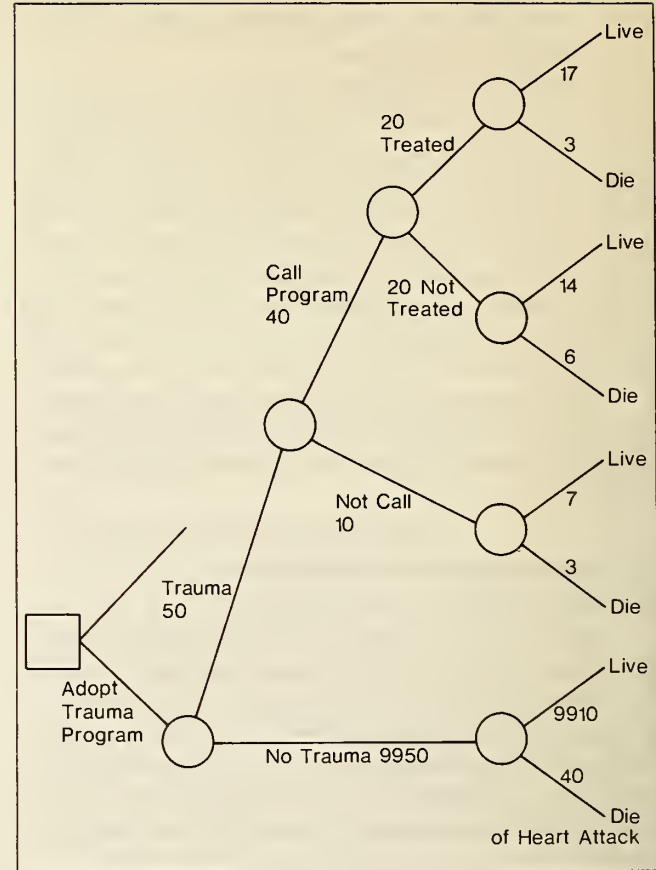 Live
17
20
Treated
3
Die
Live
Call
Program
40
20 Not
Treated
14
6
Die
Live
Not Call
10
7
3
Die
Trauma
50
Live
Adopt
Trauma
Program
9910
No Trauma 9950
40
Die
of Heart Attack